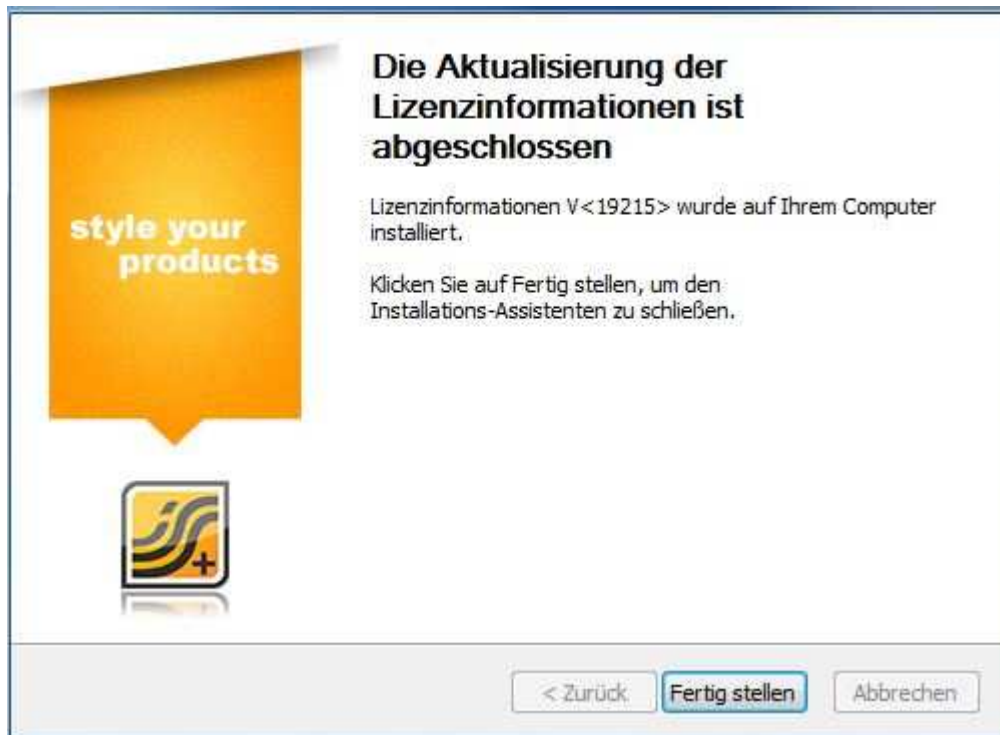 style your
products
Die Aktualisierung der
Lizenzinformationen ist
abgeschlossen
Lizenzinformationen V<19215> wurde auf Ihrem Computer
installiert.
Klicken Sie auf Fertig stellen, um den
Installations-Assistenten zu schließen.
< Zurück Fertig stellen Abbrechen